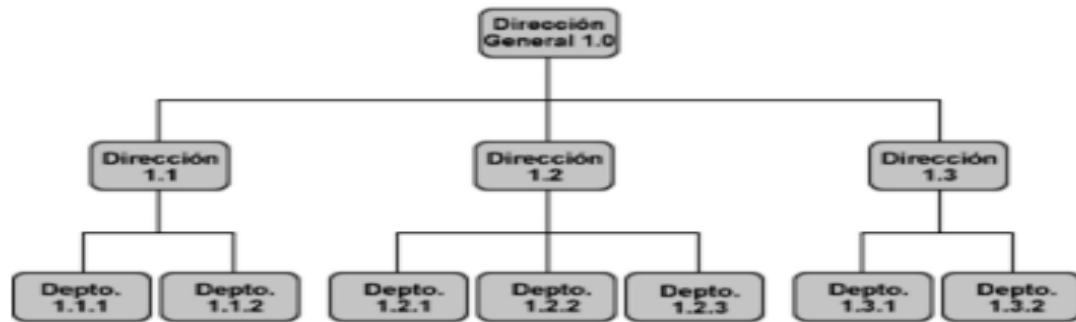 Dirección
General 1.0
Dirección
1.1
Dirección
1.2
Dirección
1.3
Depto.
1.1.1
Depto.
1.1.2
Depto.
1.2.1
Depto.
1.2.2
Depto.
1.2.3
Depto.
1.3.1
Depto.
1.3.2